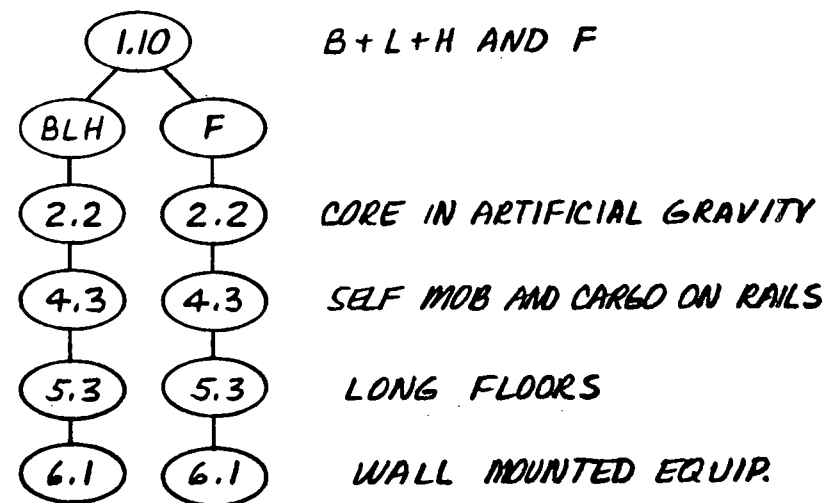 1.10 B + L + H AND F
BLH F
2.2 2.2 CORE IN ARTIFICIAL GRAVITY
4.3 4.3 SELF MOB AND CARGO ON RAILS
5.3 5.3 LONG FLOORS
6.1 6.1 WALL MOUNTED EQUIP.